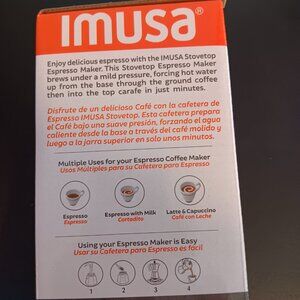 IMUSA®
Enjoy delicious espresso with the IMUSA Stovetop
Espresso Maker. This Stovetop Espresso Maker
brews under a mild pressure, forcing hot water
up from the base through the ground coffee
then into the top carafe in just minutes.
Disfrute de un delicioso Café con la cafetera de
Espresso IMUSA Stovetop. Esta cafetera prepara
el Café bajo una suave presión, forzando el agua
caliente desde la base a través del café molido y
luego a la jarra superior en solo unos minutos.
Multiple Uses for your Espresso Coffee Maker
Usos Multiples para su Cafetera para Espresso
Espresso
Espresso
Espresso with Milk
Cortadito
Latte & Capuccino
Café con Leche
Using your Espresso Maker is Easy
Usar su Cafetera para Espresso es fácil
1 2 3 4